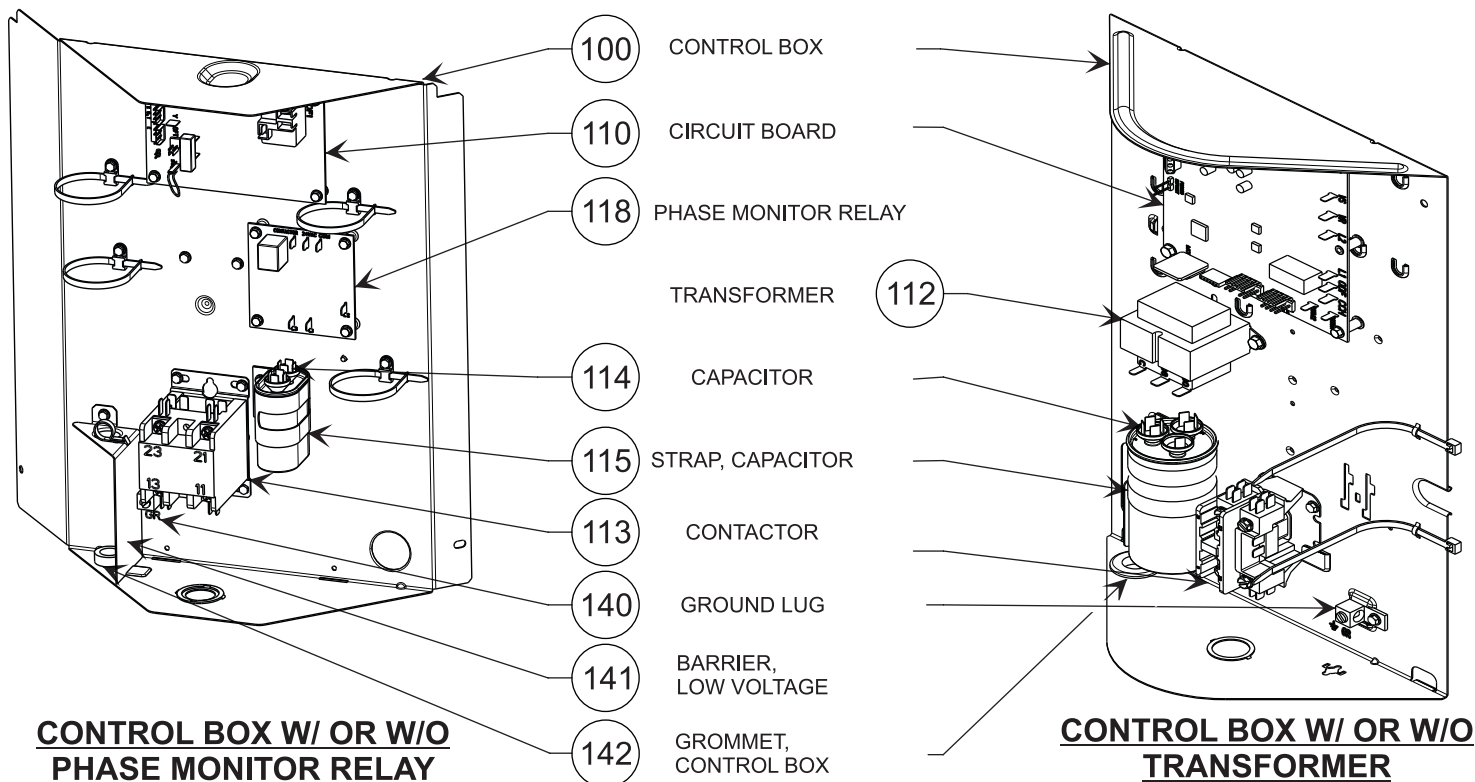 100 CONTROL BOX
110 CIRCUIT BOARD
118 PHASE MONITOR RELAY
TRANSFORMER 112
114 CAPACITOR
115 STRAP, CAPACITOR
113 CONTACTOR
140 GROUND LUG
141 BARRIER,
LOW VOLTAGE
142 GROMMET,
CONTROL BOX
23 21
13 11
GR
CONTROL BOX W/ OR W/O
PHASE MONITOR RELAY
CONTROL BOX W/ OR W/O
TRANSFORMER